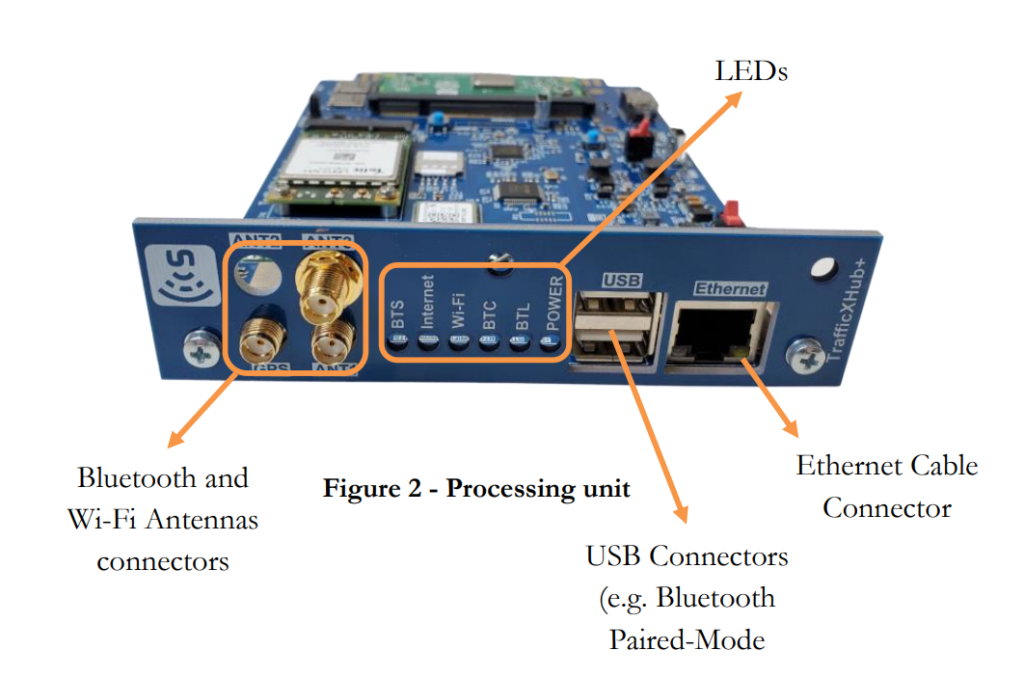 LEDs
Telit
ANT2
ANT3
BTS
Internet
Wi-Fi
BTC
BTL
POWER
USB
Ethernet
TrafficXHub+
GPS
ANT1
Bluetooth and
Wi-Fi Antennas
connectors
Figure 2 - Processing unit
Ethernet Cable
Connector
USB Connectors
(e.g. Bluetooth
Paired-Mode